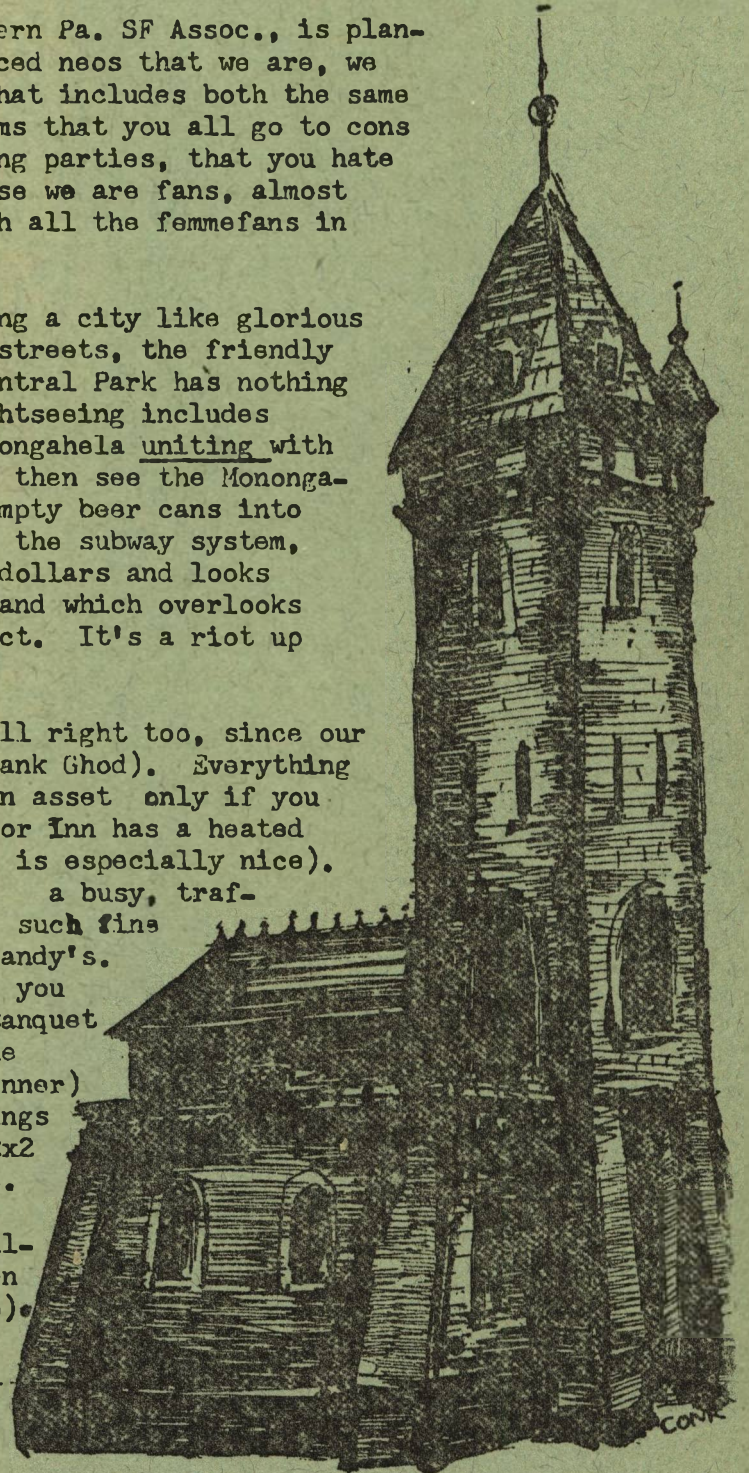 ern Pa. SF Assoc., is plan-
ced neos that we are, we
hat includes both the same
ms that you all go to cons
ng parties, that you hate
se we are fans, almost
h all the femmefans in
ng a city like glorious
streets, the friendly
ntral Park has nothing
htseeing includes
ongahela uniting with
then see the Mononga-
mpty beer cans into
the subway system,
dollars and looks
and which overlooks
ct. It's a riot up
ll right too, since our
ank Ghod). Everything
n asset only if you
or Inn has a heated
is especially nice).
a busy, traf-
such fine
andy's.
you
anquet
e
nner)
ngs
x2
.
l-
n
).
CONK